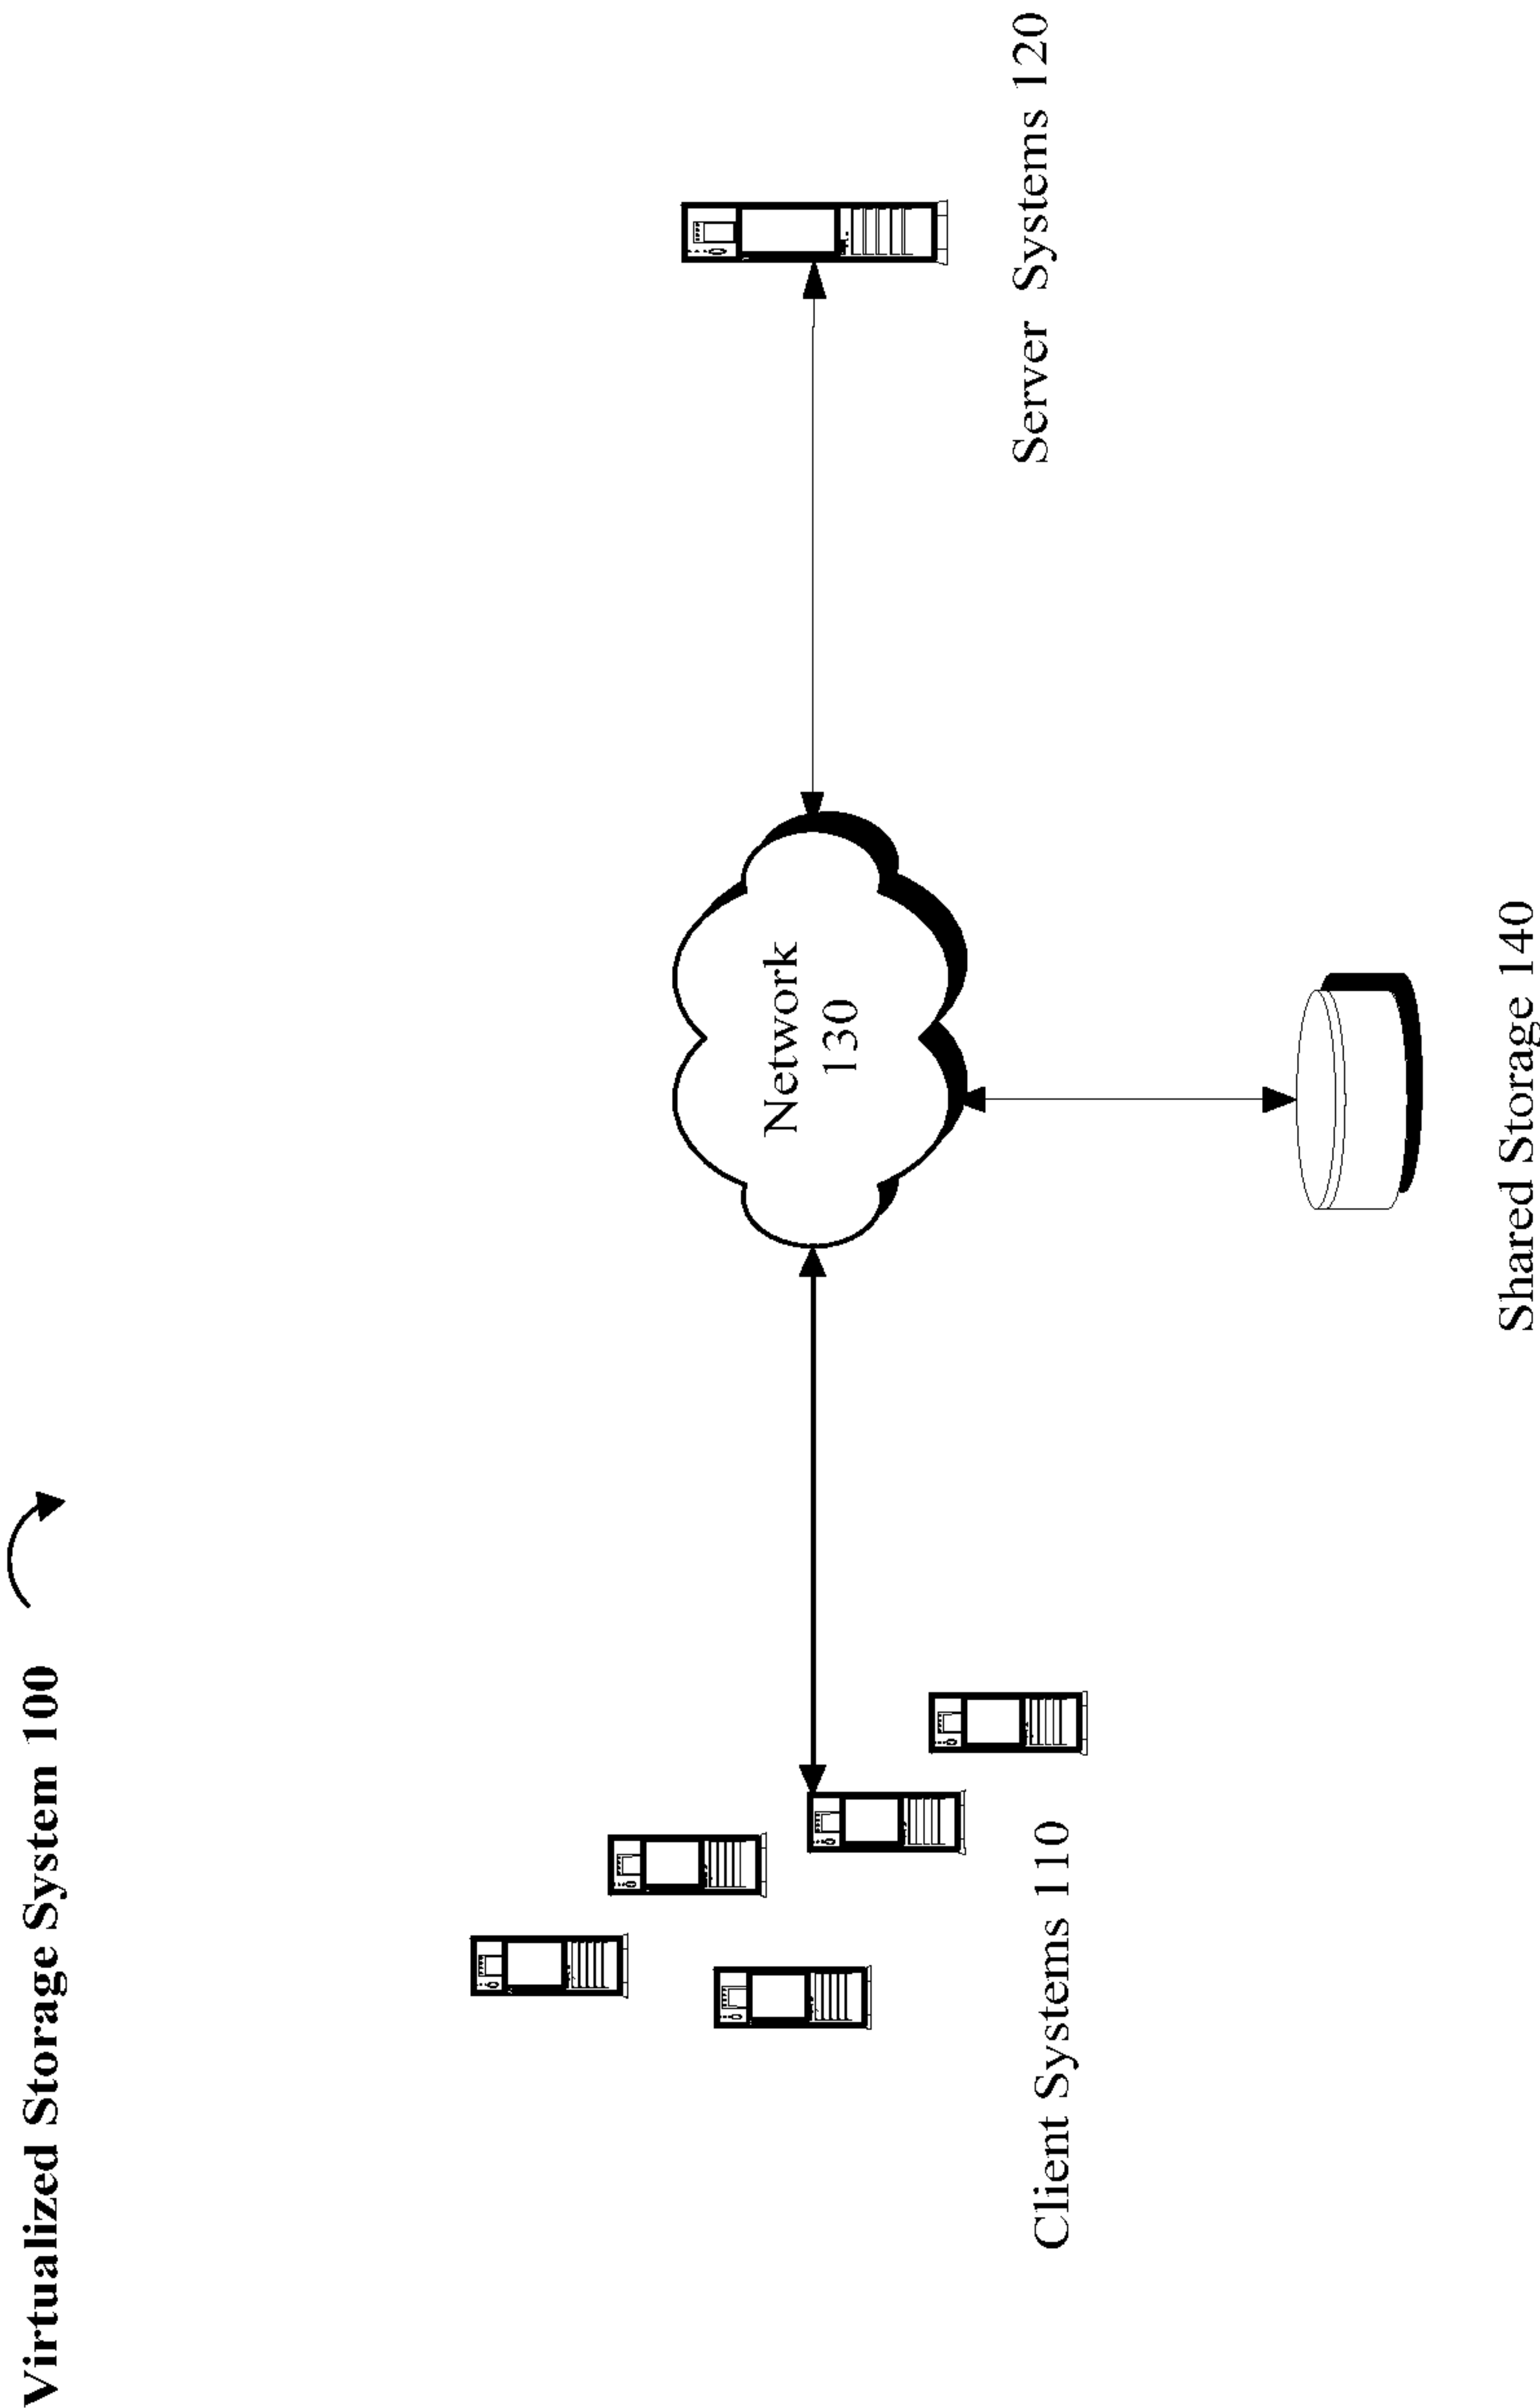 Virtualized Storage System 100
Network
130
Client Systems 110
Server Systems 120
Shared Storage 140